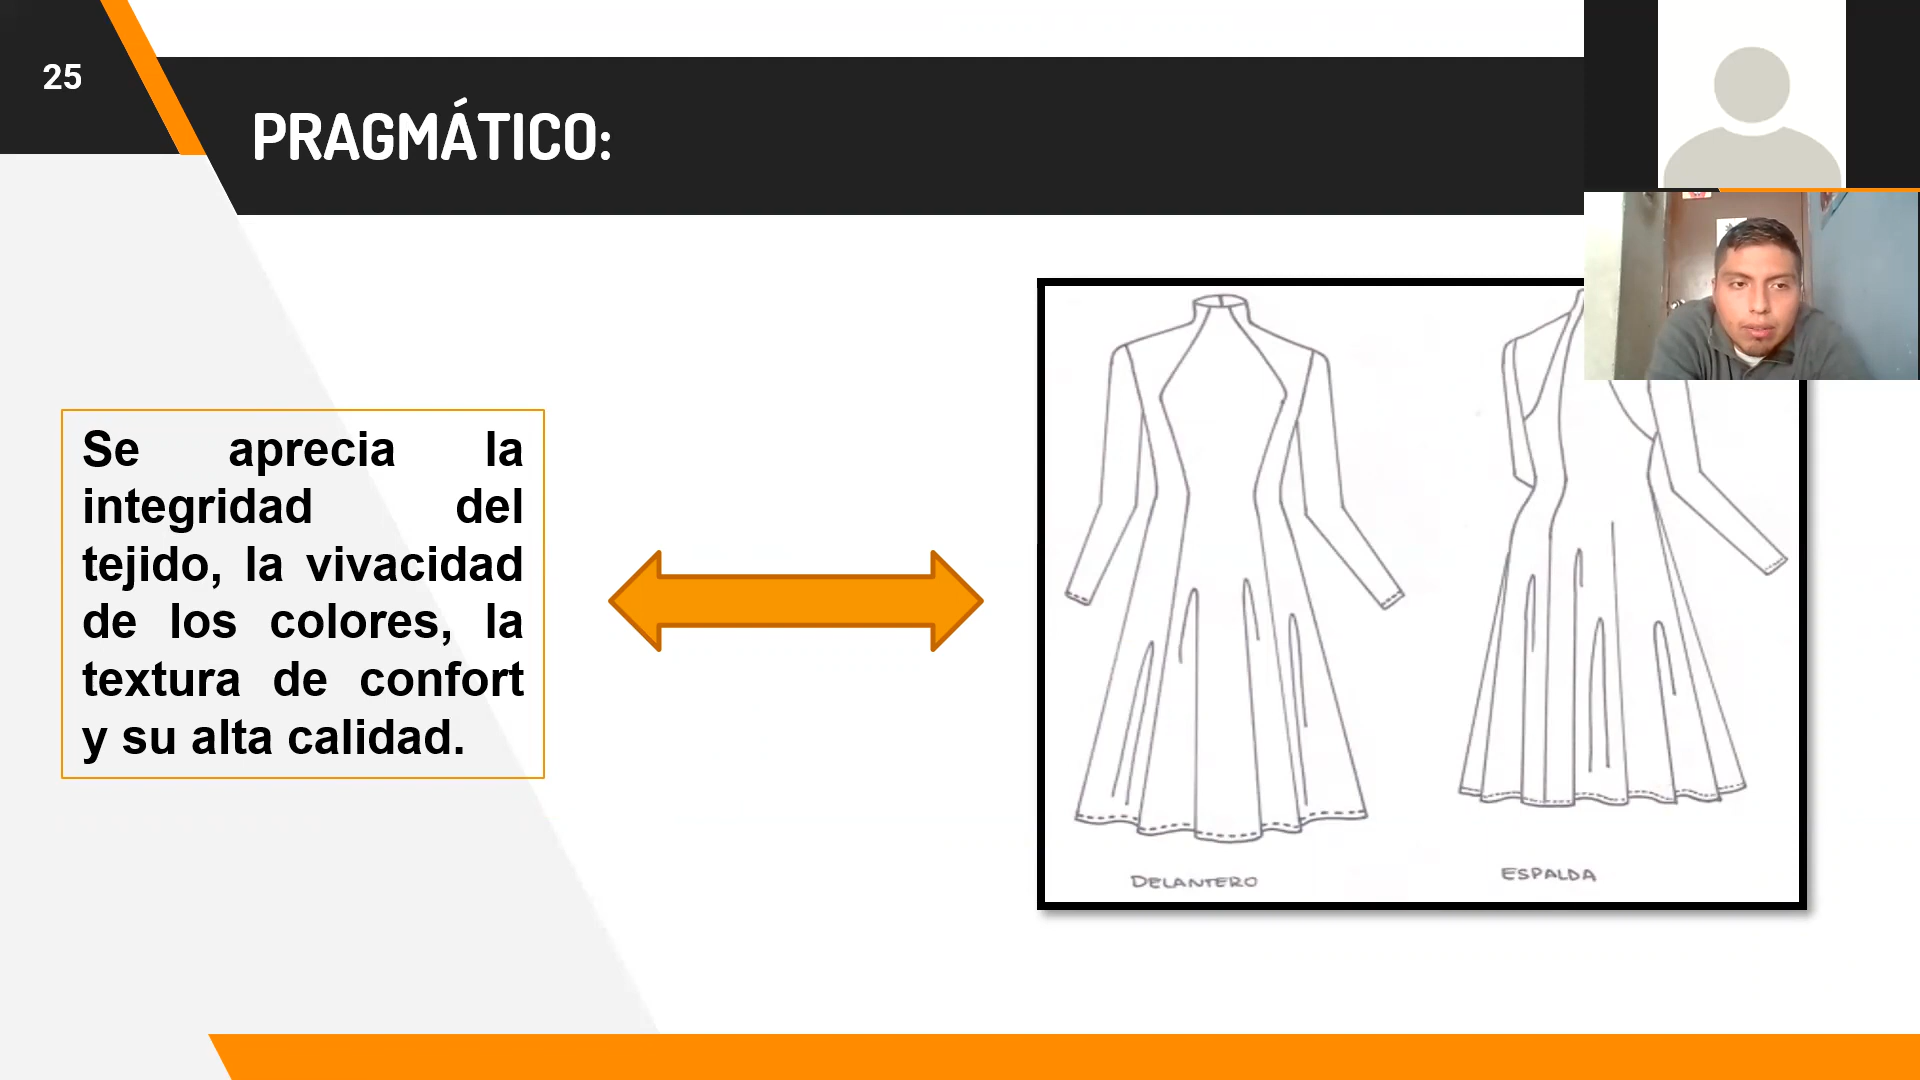 25
PRAGMÁTICO:
Se aprecia la
integridad del
tejido, la vivacidad
de los colores, la
textura de confort
y su alta calidad.
DELANTERO
ESPALDA